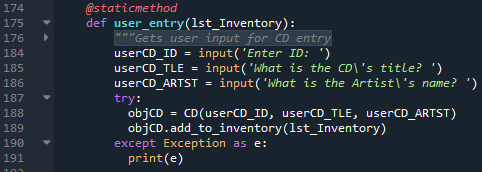 174 @staticmethod
175 def user_entry(lst_Inventory):
176 """Gets user input for CD entry
184 userCD_ID = input('Enter ID: ')
185 userCD_TLE = input('What is the CD\'s title? ')
186 userCD_ARTST = input('What is the Artist\'s name? ')
187 try:
188 objCD = CD(userCD_ID, userCD_TLE, userCD_ARTST)
189 objCD.add_to_inventory(lst_Inventory)
190 except Exception as e:
191 print(e)